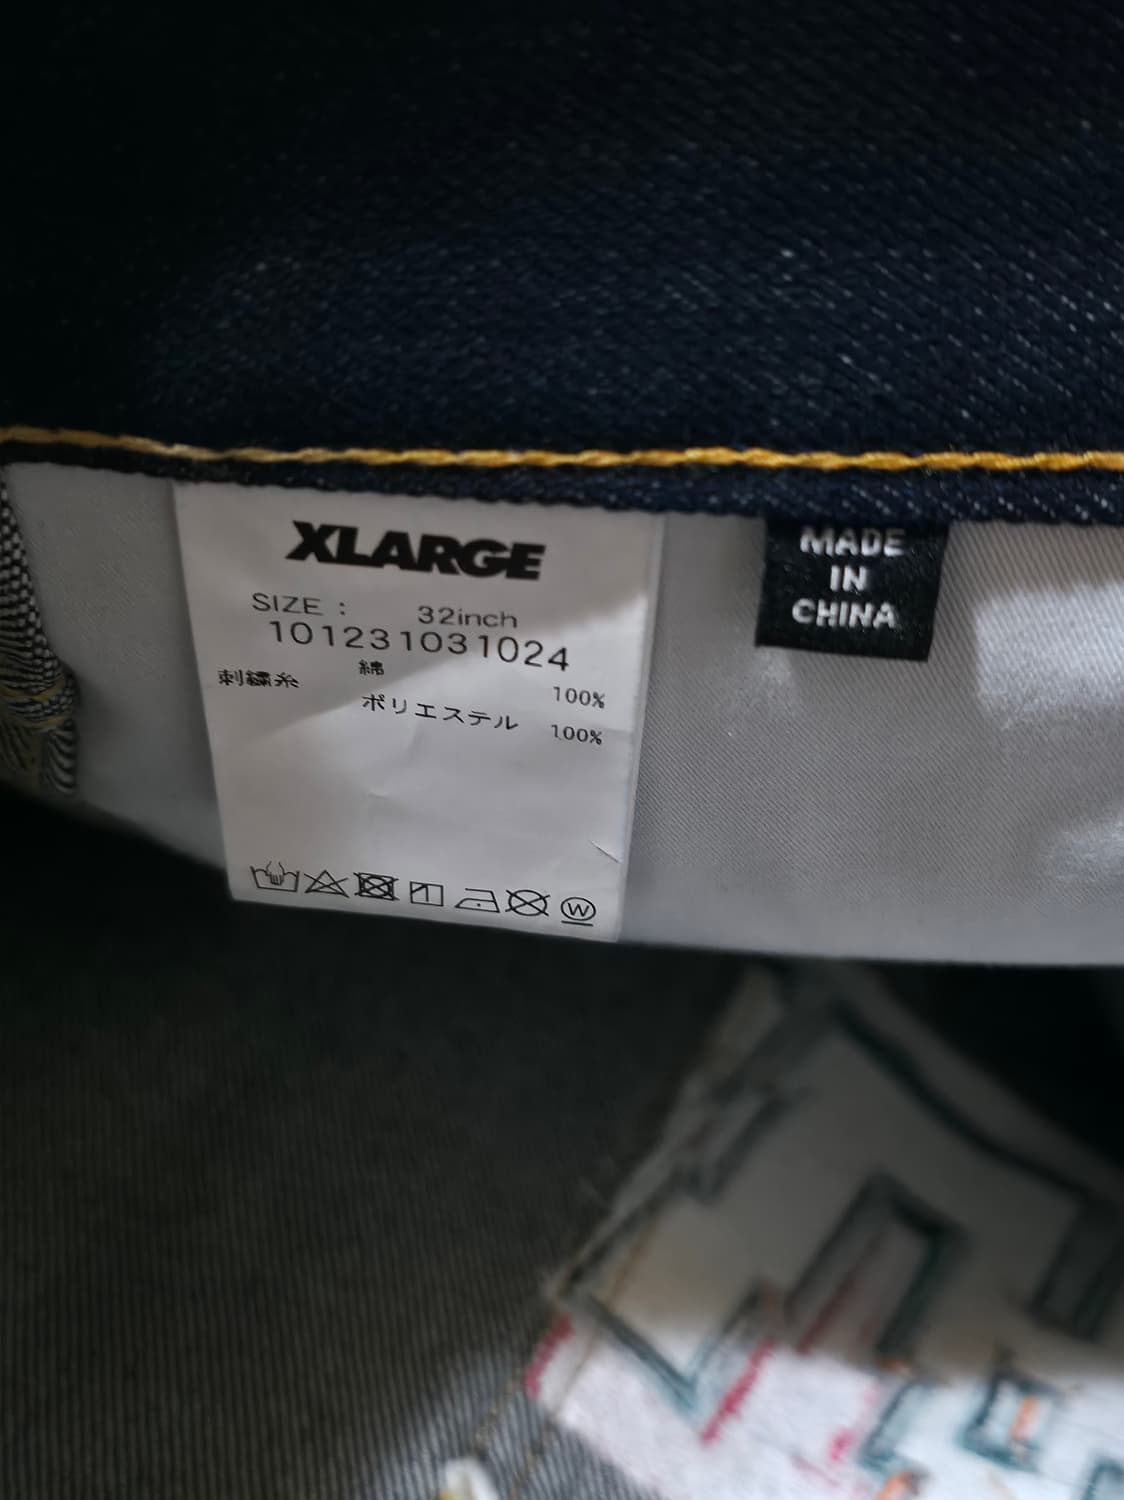 XLARGE
SIZE : 32inch
101231031024
綿 100%
刺繍糸 ポリエステル 100%
W
MADE
IN
CHINA